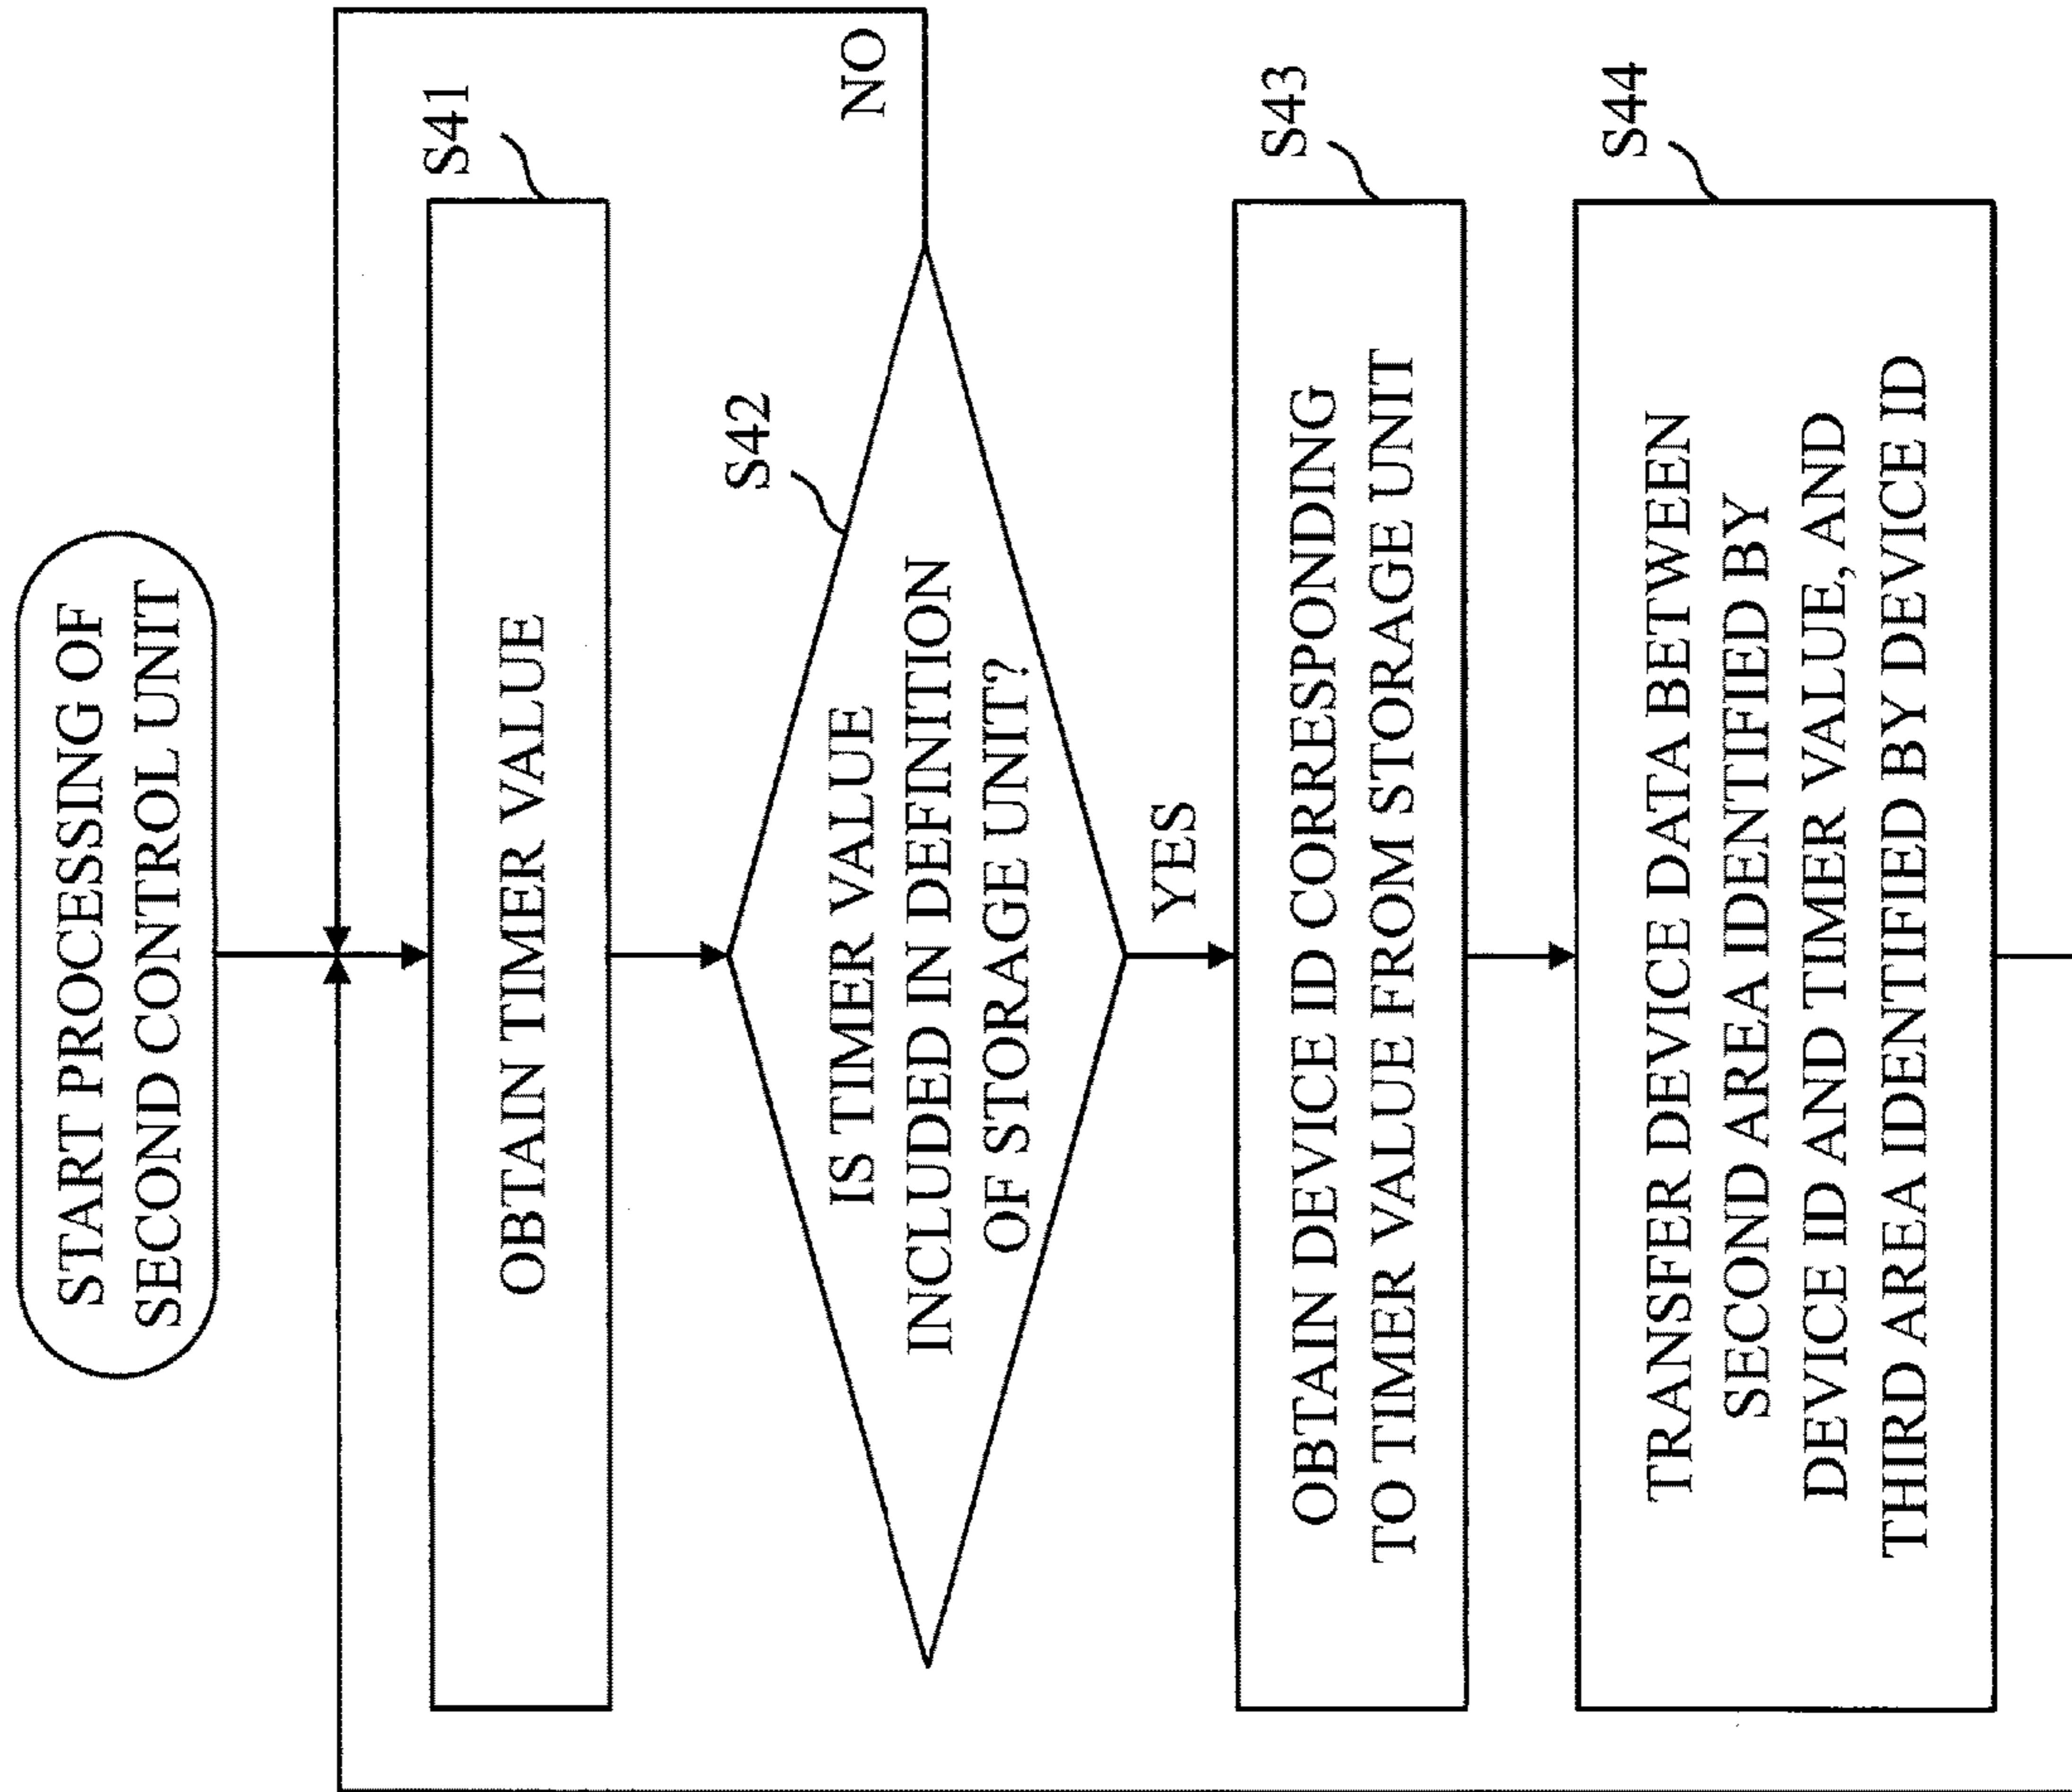 START PROCESSING OF
SECOND CONTROL UNIT
S41
OBTAIN TIMER VALUE
S42
IS TIMER VALUE
INCLUDED IN DEFINITION
OF STORAGE UNIT?
NO
YES
S43
OBTAIN DEVICE ID CORRESPONDING
TO TIMER VALUE FROM STORAGE UNIT
S44
TRANSFER DEVICE DATA BETWEEN
SECOND AREA IDENTIFIED BY
DEVICE ID AND TIMER VALUE, AND
THIRD AREA IDENTIFIED BY DEVICE ID